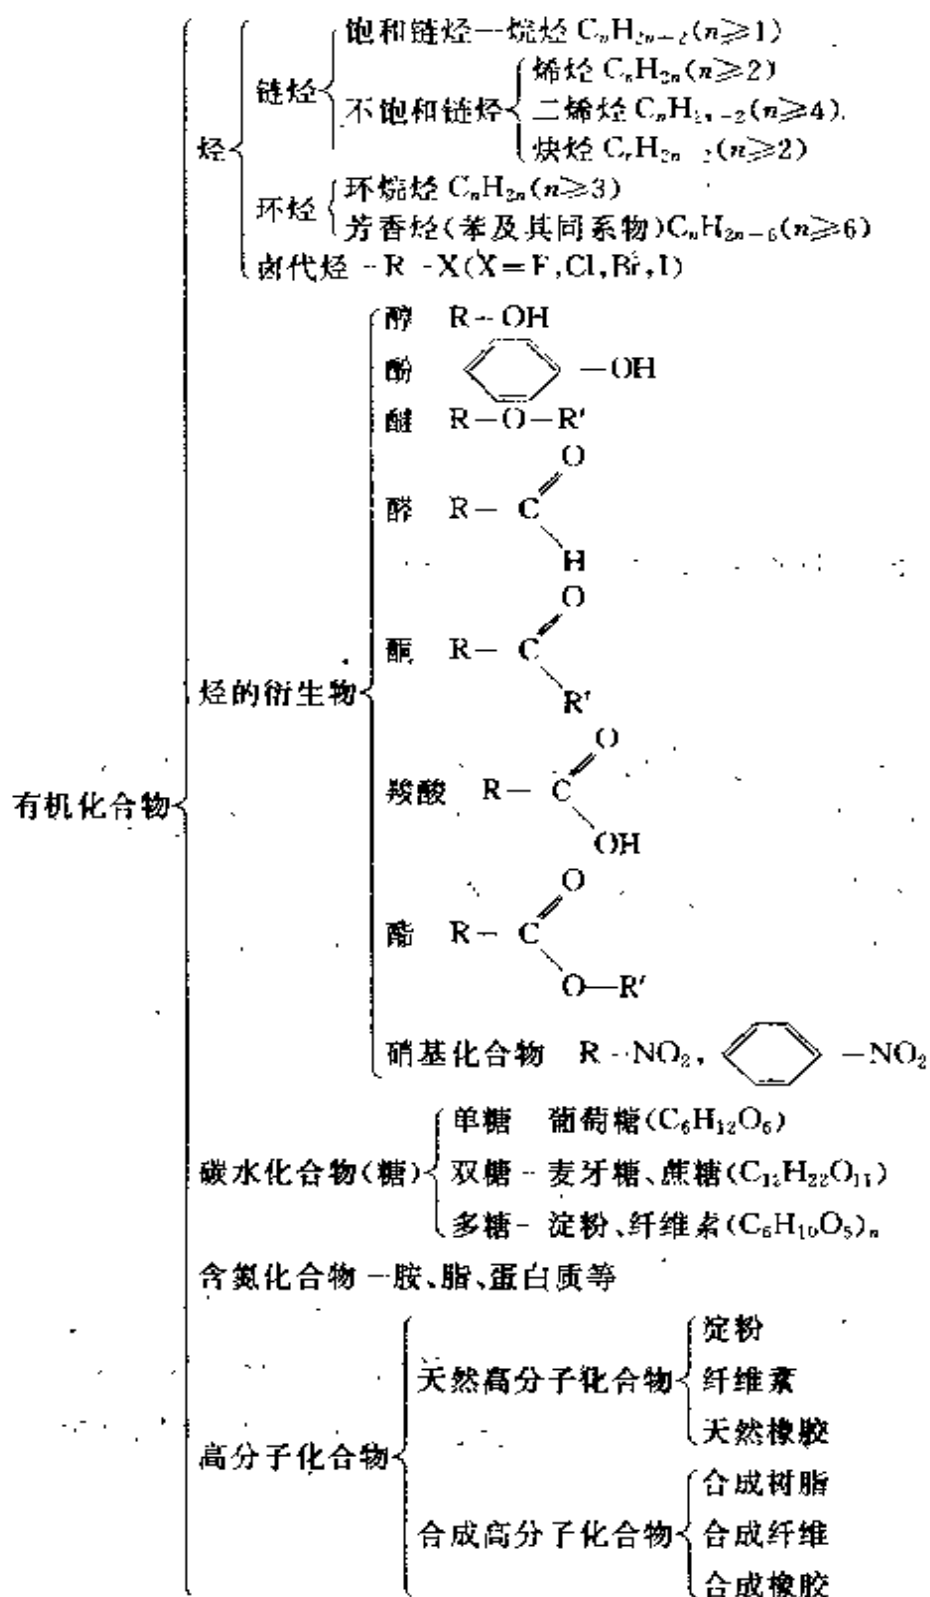 饱和链烃—烷烃 CₙH₂ₙ₋₂(n≥1)
链烃
不饱和链烃
烯烃 CₙH₂ₙ(n≥2)
二烯烃 CₙH₂ₙ₋₂(n≥4)
炔烃 CₙH₂ₙ₋₂(n≥2)
烃
环烃
环烷烃 CₙH₂ₙ(n≥3)
芳香烃(苯及其同系物)CₙH₂ₙ₋₆(n≥6)
卤代烃-R-X(X=F,Cl,Br,I)
醇 R-OH
酚 -OH
醚 R-O-R'
O
醛 R-C
H
O
酮 R-C
R'
烃的衍生物
O
羧酸 R-C
OH
有机化合物
O
酯 R-C
O—R'
硝基化合物 R-NO₂, -NO₂
单糖 葡萄糖(C₆H₁₂O₆)
碳水化合物(糖)
双糖-麦牙糖、蔗糖(C₁₂H₂₂O₁₁)
多糖-淀粉、纤维素(C₆H₁₀O₅)ₙ
含氮化合物-胺、脂、蛋白质等
淀粉
天然高分子化合物
纤维素
天然橡胶
高分子化合物
合成树脂
合成高分子化合物
合成纤维
合成橡胶